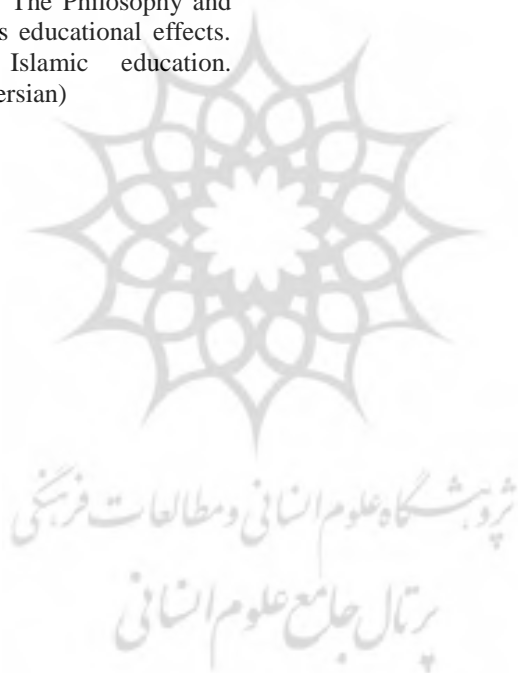 The Philosophy and
s educational effects.
Islamic education.
ersian)
پژوهشگاه علوم انسانی و مطالعات فرهنگی
پرتال جامع علوم انسانی